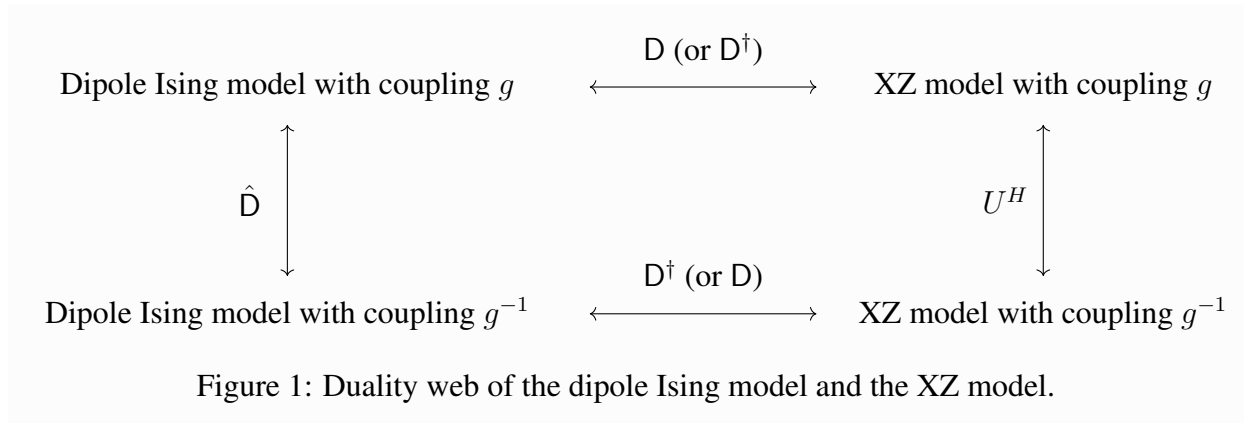 D (or D†)
Dipole Ising model with coupling g
XZ model with coupling g
D̂
Uᴴ
D† (or D)
Dipole Ising model with coupling g⁻¹
XZ model with coupling g⁻¹
Figure 1: Duality web of the dipole Ising model and the XZ model.